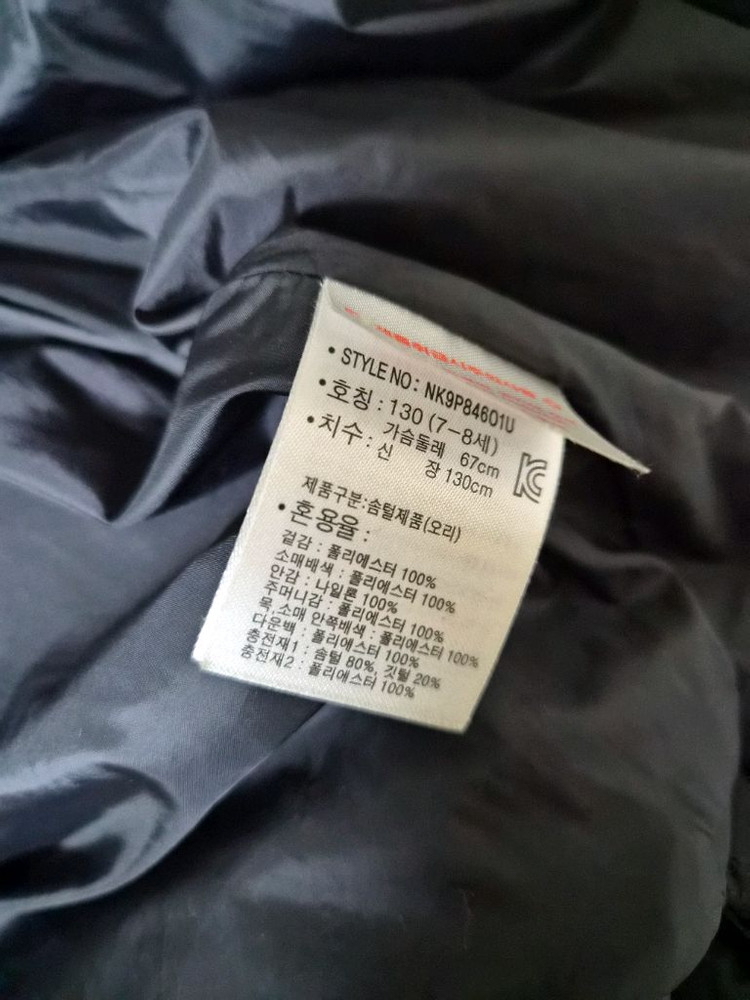 • STYLE NO : NK9P84601U
• 호칭 : 130 (7-8세)
• 치수 : 가슴둘레 67cm
신 장 130cm
제품구분:솜털제품(오리)
• 혼용율 :
겉감 : 폴리에스터 100%
소매배색 : 폴리에스터 100%
안감 : 나일론 100%
주머니감 : 폴리에스터 100%
목,소매 안쪽배색 : 폴리에스터 100%
다운백 : 폴리에스터 100%
충전재1 : 솜털 80%, 깃털 20%
충전재2 : 폴리에스터 100%